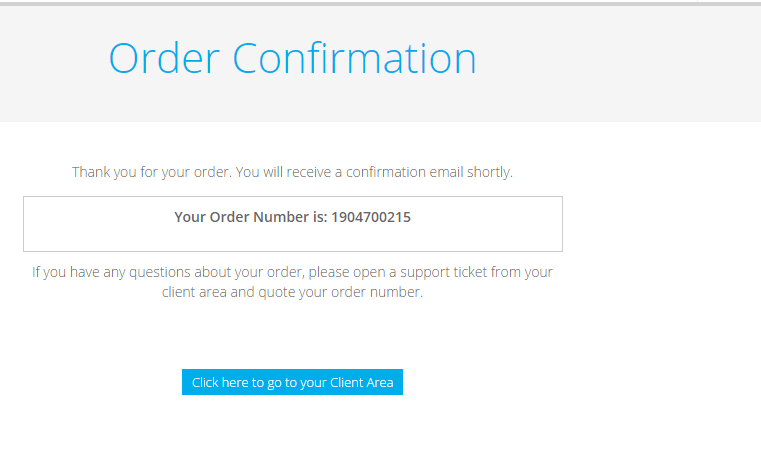 Order Confirmation
Thank you for your order. You will receive a confirmation email shortly.
Your Order Number is: 1904700215
If you have any questions about your order, please open a support ticket from your
client area and quote your order number.
Click here to go to your Client Area